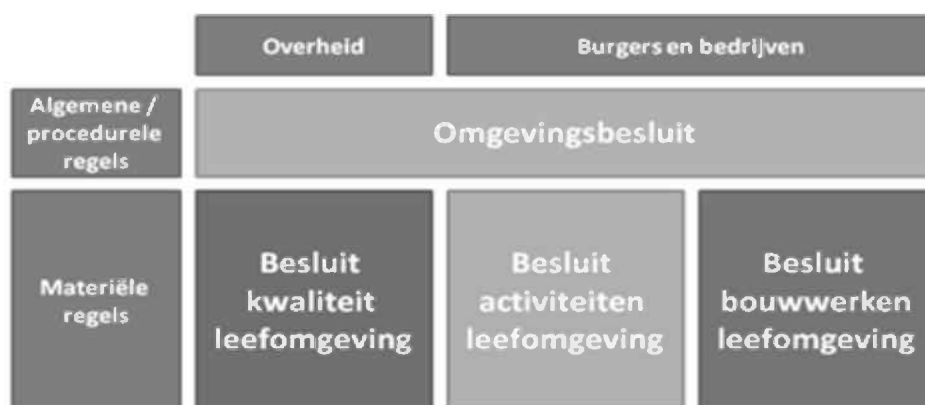 Overheid
Burgers en bedrijven
Algemene /
procedurele
regels
Omgevingsbesluit
Materiële
regels
Besluit
kwaliteit
leefomgeving
Besluit
activiteiten
leefomgeving
Besluit
bouwwerken
leefomgeving